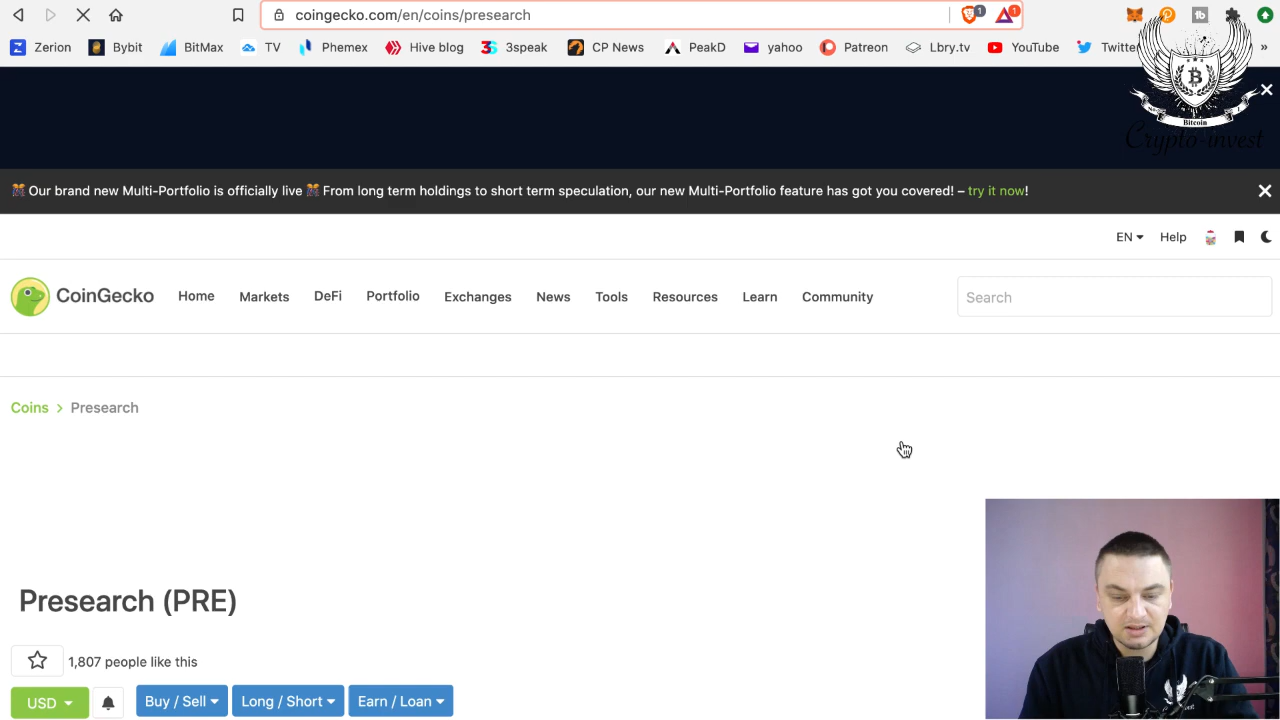 coingecko.com/en/coins/presearch
1
1
tb
Zerion Bybit BitMax TV Phemex Hive blog 3speak CP News PeakD yahoo Patreon Lbry.tv YouTube Twitte »
Bitcoin
Crypto-invest
Our brand new Multi-Portfolio is officially live From long term holdings to short term speculation, our new Multi-Portfolio feature has got you covered! – try it now!
EN Help
CoinGecko Home Markets DeFi Portfolio Exchanges News Tools Resources Learn Community Search
Coins > Presearch
Presearch (PRE)
1,807 people like this
USD Buy / Sell Long / Short Earn / Loan